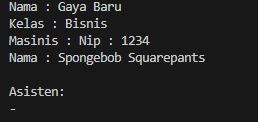 Nama : Gaya Baru
Kelas : Bisnis
Masinis : Nip : 1234
Nama : Spongebob Squarepants

Asisten:
-